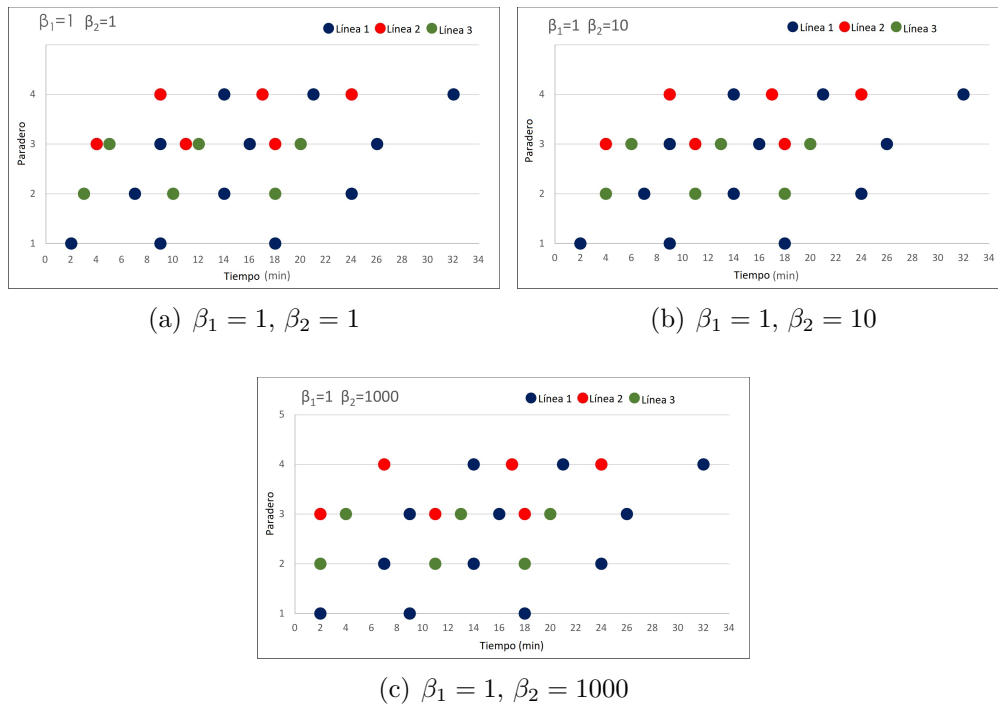 β₁=1 β₂=1
Línea 1 Línea 2 Línea 3
4
3
2
1
Paradero
0 2 4 6 8 10 12 14 16 18 20 22 24 26 28 30 32 34
Tiempo (min)
(a) β₁ = 1, β₂ = 1
β₁=1 β₂=10
Línea 1 Línea 2 Línea 3
4
3
2
1
Paradero
0 2 4 6 8 10 12 14 16 18 20 22 24 26 28 30 32 34
Tiempo (min)
(b) β₁ = 1, β₂ = 10
β₁=1 β₂=1000
Línea 1 Línea 2 Línea 3
5
4
3
2
1
Paradero
0 2 4 6 8 10 12 14 16 18 20 22 24 26 28 30 32 34
Tiempo (min)
(c) β₁ = 1, β₂ = 1000